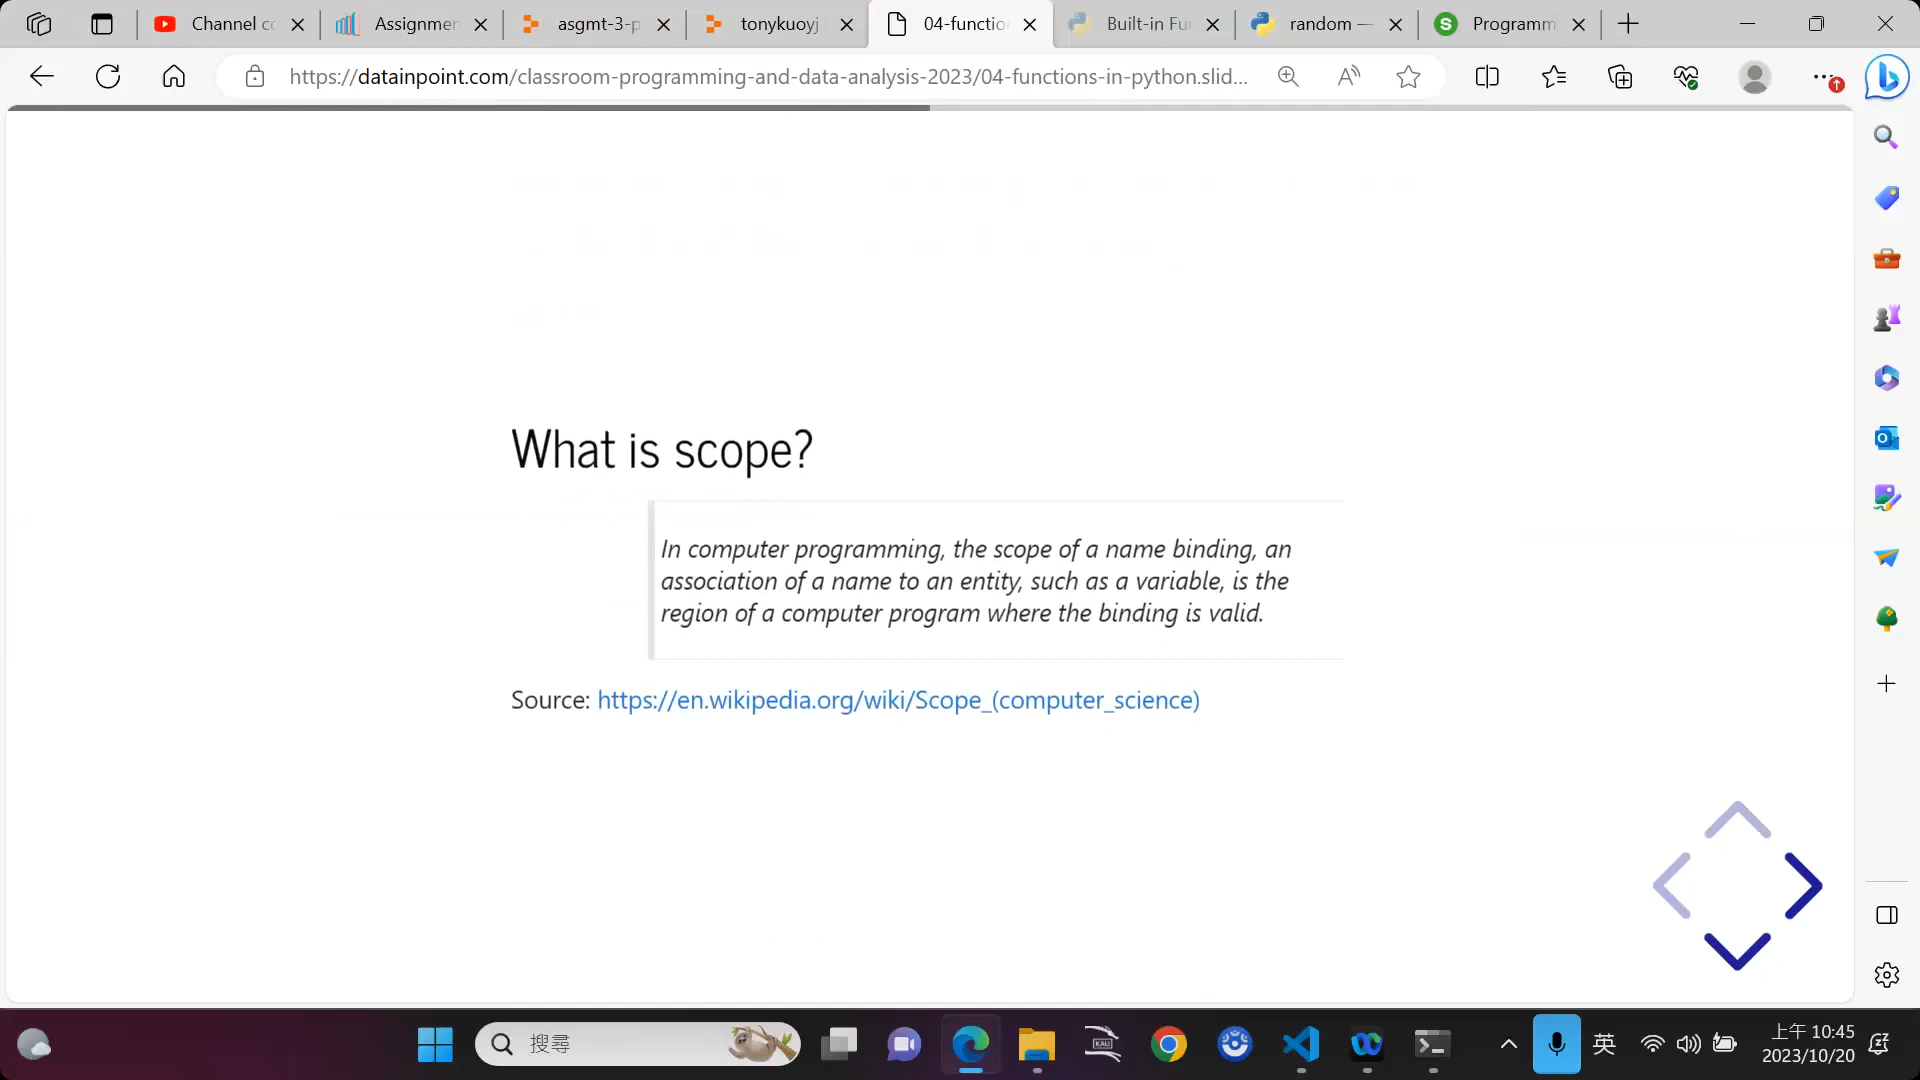 Channel co
Assignmen
asgmt-3-p
tonykuoyj
04-functio
Built-in Fur
random —
Programm
https://datainpoint.com/classroom-programming-and-data-analysis-2023/04-functions-in-python.slid...
What is scope?
In computer programming, the scope of a name binding, an
association of a name to an entity, such as a variable, is the
region of a computer program where the binding is valid.
Source: https://en.wikipedia.org/wiki/Scope_(computer_science)
搜尋
KALI
英
上午 10:45
2023/10/20